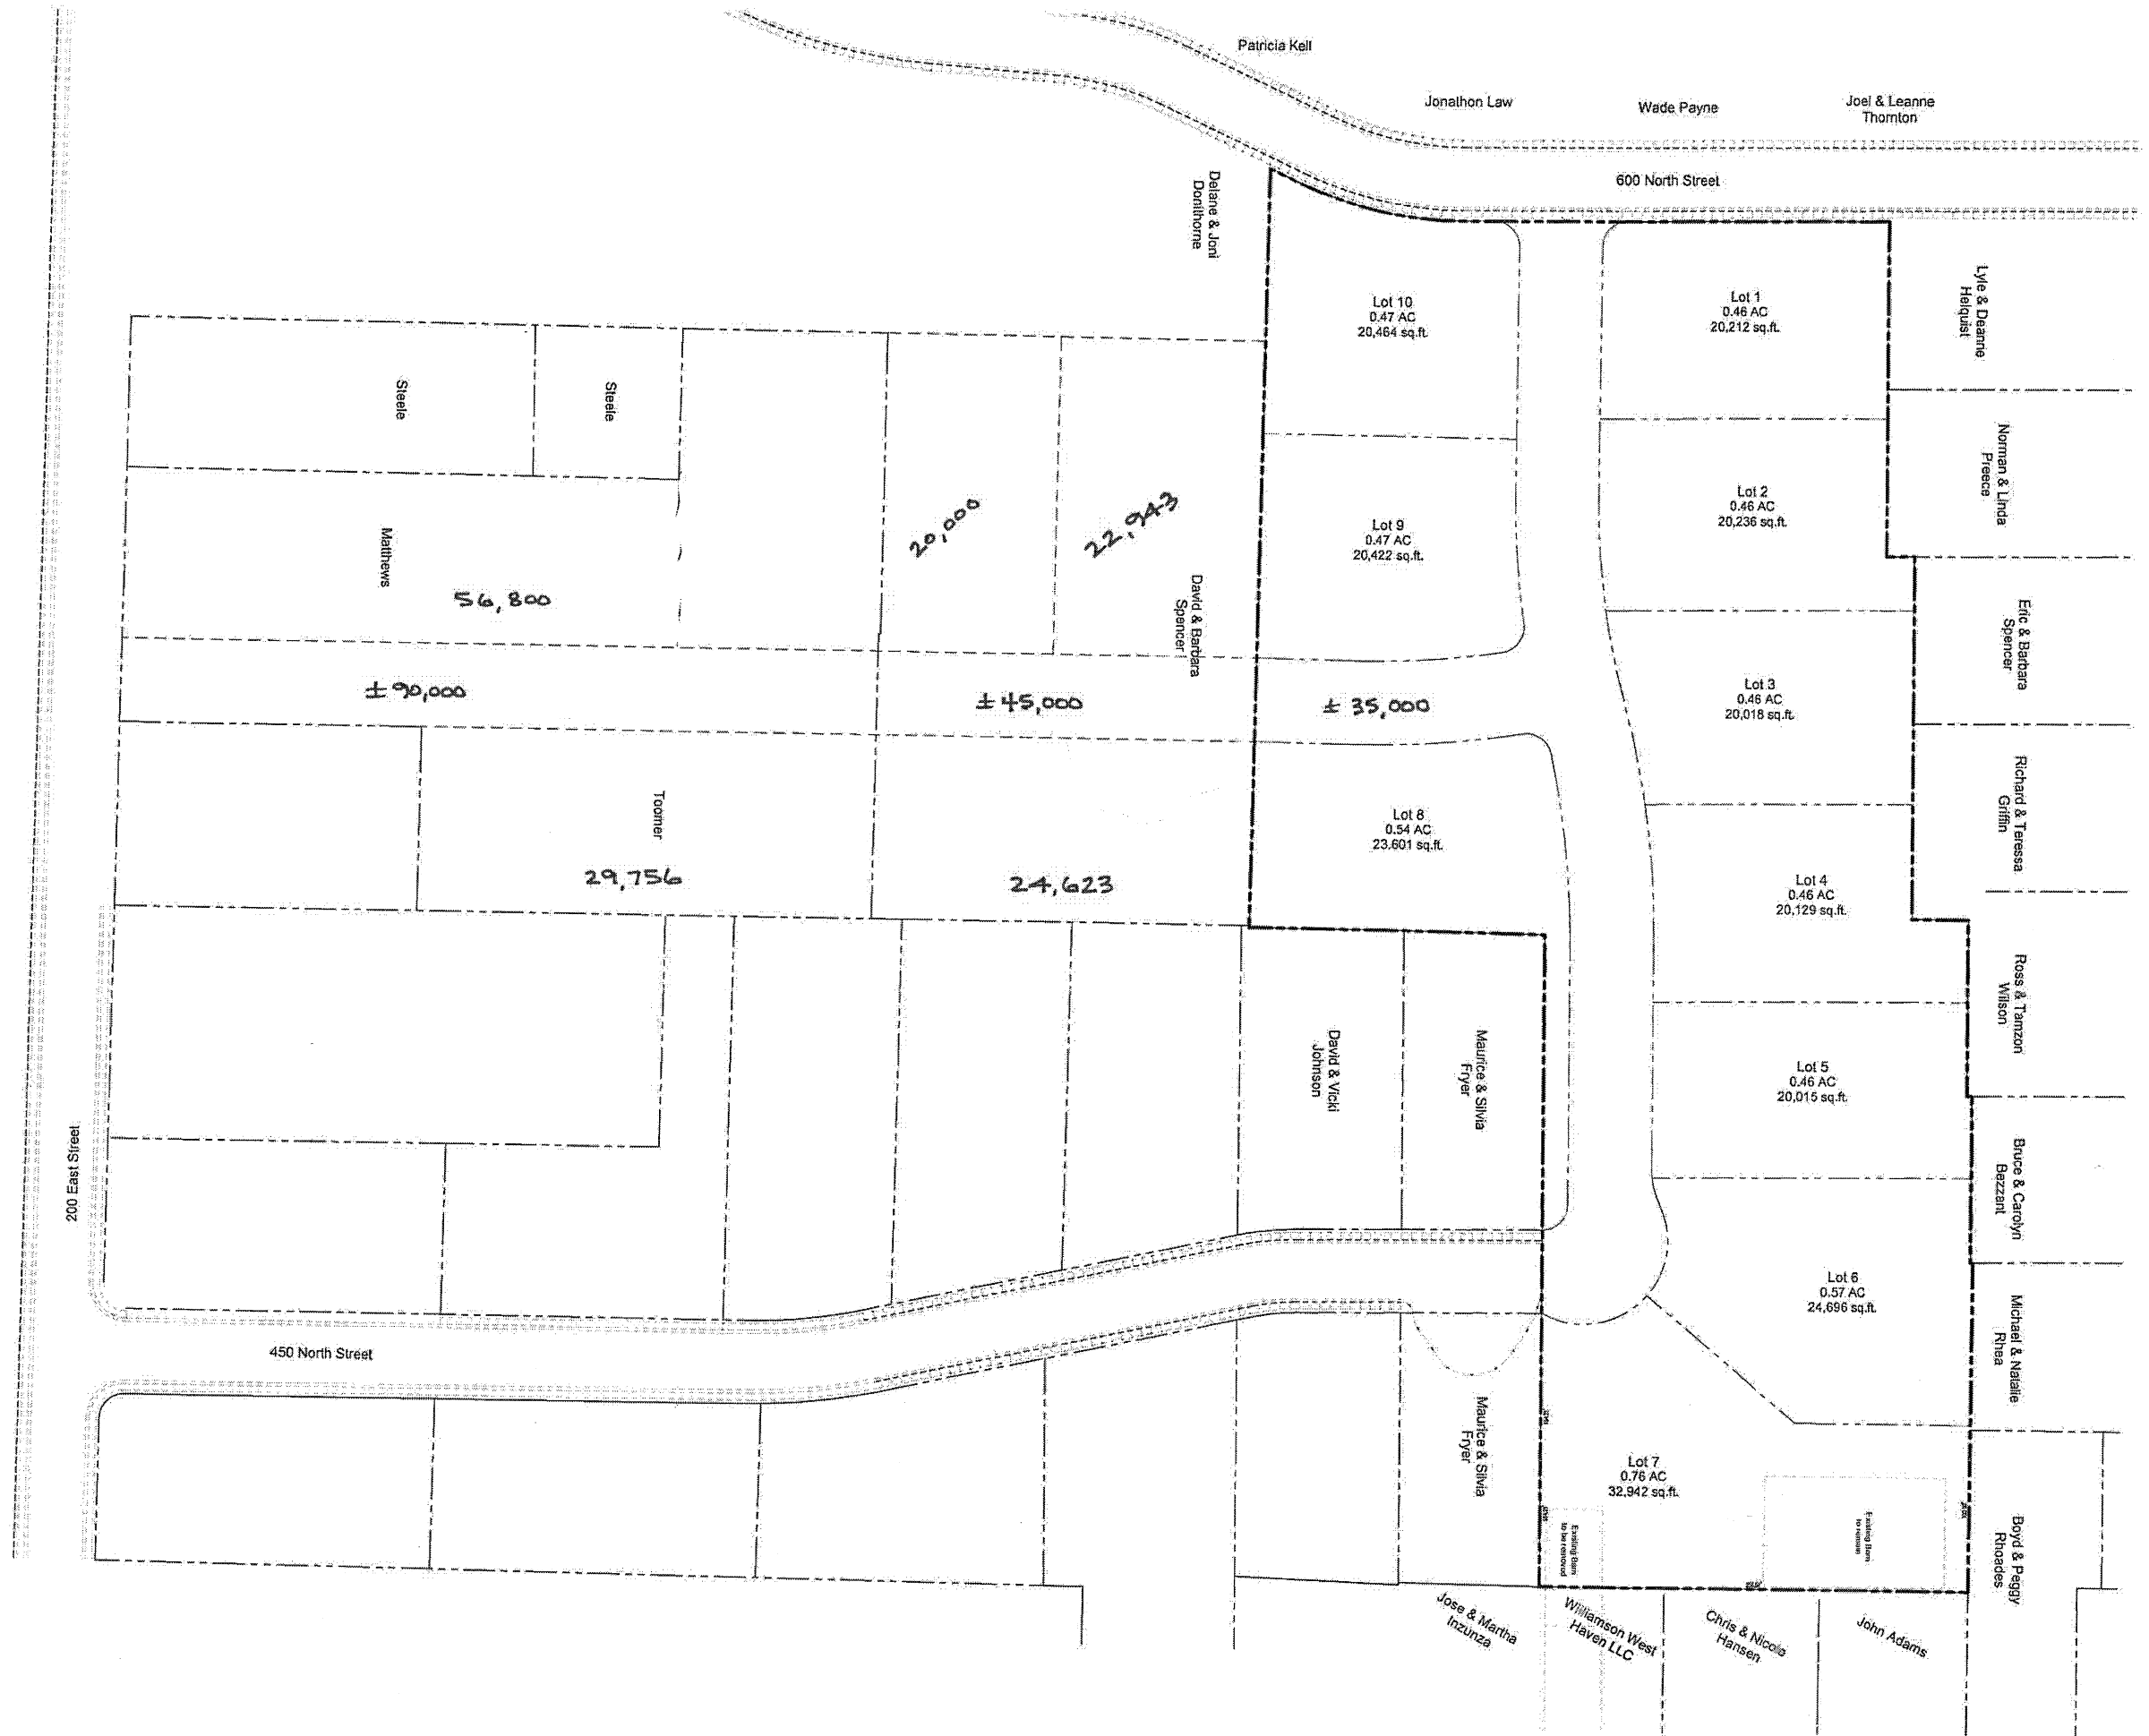 Patricia Kell
Jonathon Law
Wade Payne
Joel & Leanne
Thornton
600 North Street
Delane & Joni
Donithorne
Lot 10
0.47 AC
20,464 sq.ft.
Lot 1
0.46 AC
20,212 sq.ft.
Lyle & Deanne
Helquist
Steele
Steele
Norman & Linda
Preece
Lot 2
0.46 AC
20,236 sq.ft.
20,000
22,943
Lot 9
0.47 AC
20,422 sq.ft.
Matthews
56,800
David & Barbara
Spencer
Eric & Barbara
Spencer
± 90,000
± 45,000
± 35,000
Lot 3
0.46 AC
20,018 sq.ft.
Toomer
29,756
24,623
Lot 8
0.54 AC
23,601 sq.ft.
Richard & Teressa
Griffin
Lot 4
0.46 AC
20,129 sq.ft.
Ross & Tamzon
Wilson
David & Vicki
Johnson
Maurice & Silvia
Fryer
Lot 5
0.46 AC
20,015 sq.ft.
Bruce & Carolyn
Bezzant
200 East Street
Lot 6
0.57 AC
24,696 sq.ft.
Michael & Natalie
Rhea
450 North Street
Maurice & Silvia
Fryer
Lot 7
0.76 AC
32,942 sq.ft.
Existing Barn
to be removed
Existing Barn
to remain
Boyd & Peggy
Rhoades
Jose & Martha
Inzunza
Williamson West
Haven LLC
Chris & Nicole
Hansen
John Adams